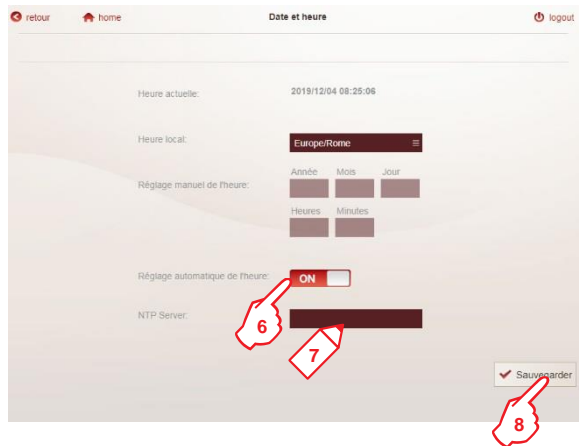 retour home Date et heure logout
Heure actuelle: 2019/12/04 08:25:06
Heure local: Europe/Rome
Année Mois Jour
Réglage manuel de l'heure:
Heures Minutes
Réglage automatique de l'heure: ON
6
NTP Server:
7
Sauvegarder
8